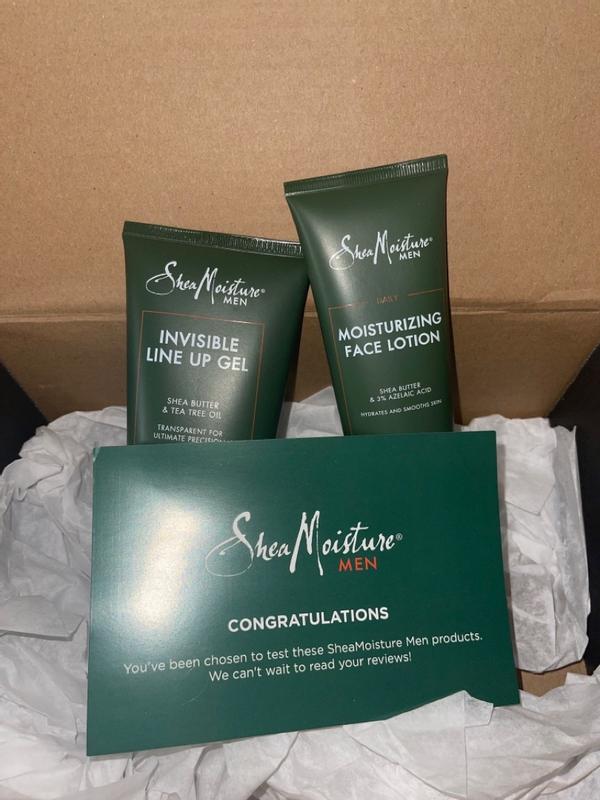 SheaMoisture®
MEN
INVISIBLE
LINE UP GEL
SHEA BUTTER
& TEA TREE OIL
TRANSPARENT FOR
ULTIMATE PRECISION
SheaMoisture®
MEN
DAILY
MOISTURIZING
FACE LOTION
SHEA BUTTER
& 3% AZELAIC ACID
HYDRATES AND SMOOTHS SKIN
SheaMoisture®
MEN
CONGRATULATIONS
You've been chosen to test these SheaMoisture Men products.
We can't wait to read your reviews!